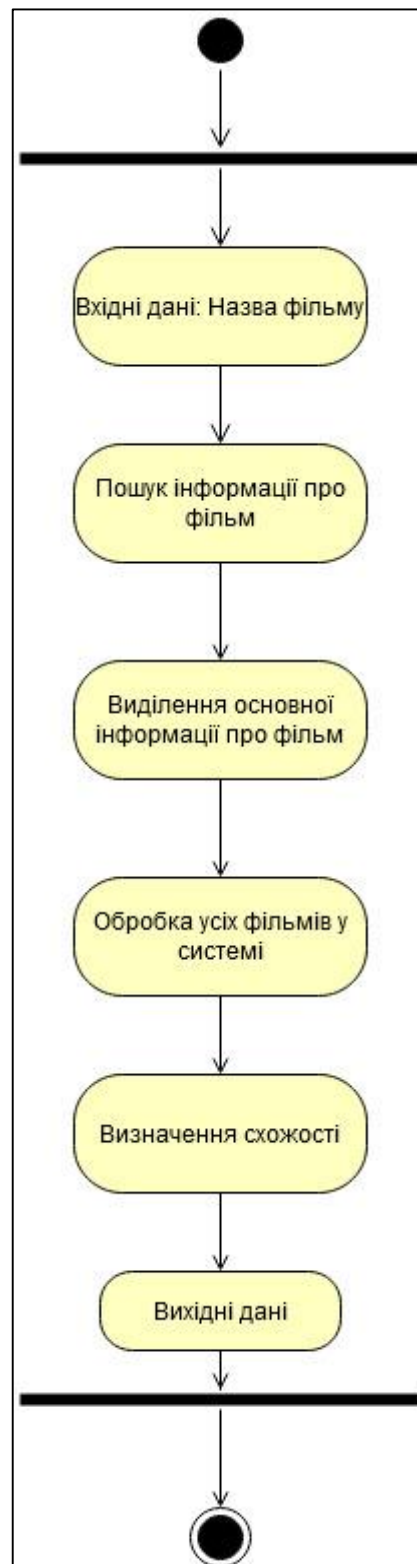 Вхідні дані: Назва фільму
Пошук інформації про
фільм
Виділення основної
інформації про фільм
Обробка усіх фільмів у
системі
Визначення схожості
Вихідні дані